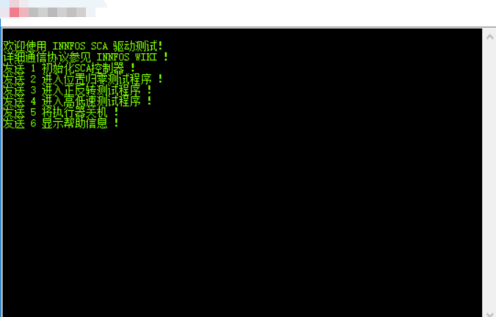 欢迎使用 INNFOS SCA 驱动测试!
详细通信协议参见 INNFOS WIKI !
发送 1 初始化SCA控制器 !
发送 2 进入位置归零测试程序 !
发送 3 进入正反转测试程序 !
发送 4 进入高低速测试程序 !
发送 5 将执行器关机 !
发送 6 显示帮助信息 !